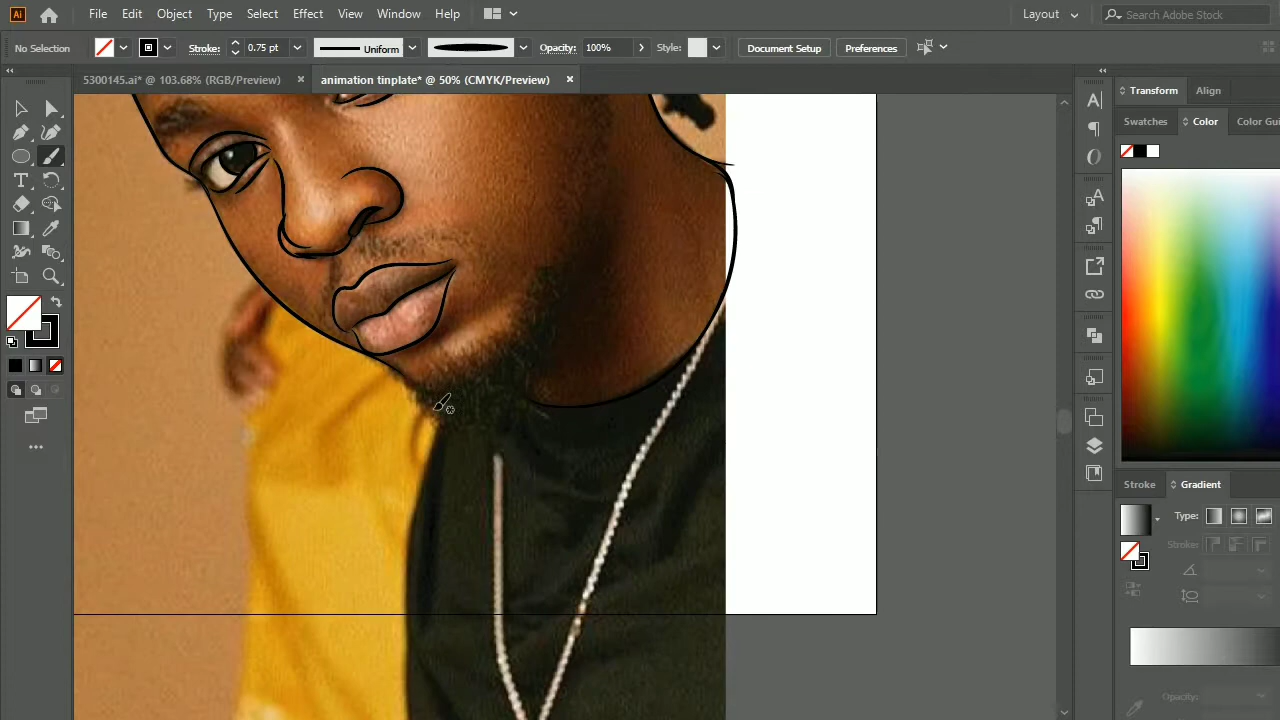 Ai File Edit Object Type Select Effect View Window Help Layout Search Adobe Stock
No Selection Stroke: 0.75 pt Uniform Opacity: 100% Style: Document Setup Preferences
5300145.ai* @ 103.68% (RGB/Preview) × animation tinplate* @ 50% (CMYK/Preview) ×
Transform Align
Swatches Color Color Gui
Stroke Gradient
Type:
Stroke:
Opacity: